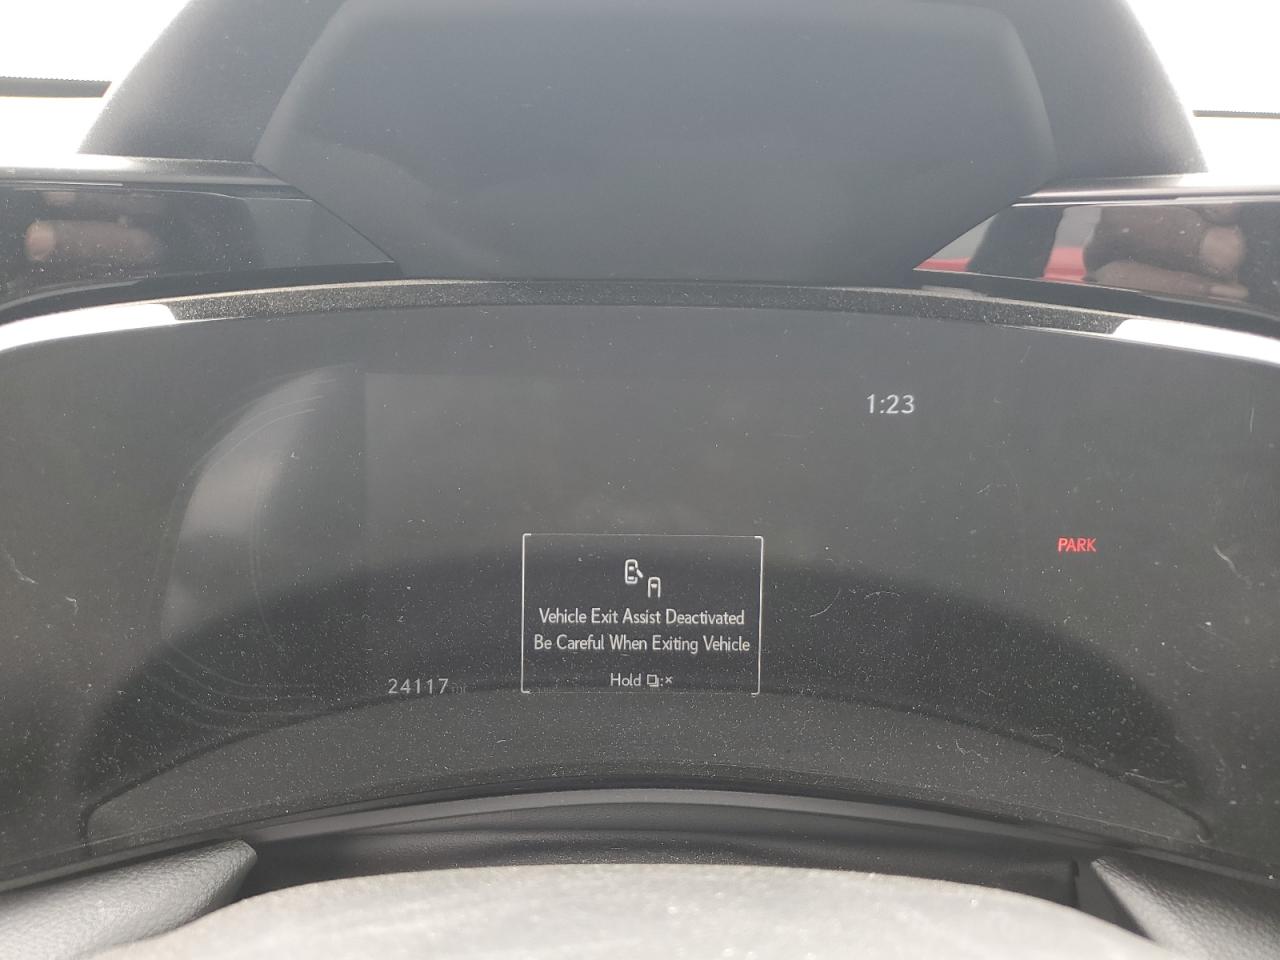 1:23
PARK
Vehicle Exit Assist Deactivated
Be Careful When Exiting Vehicle
Hold :×
24117